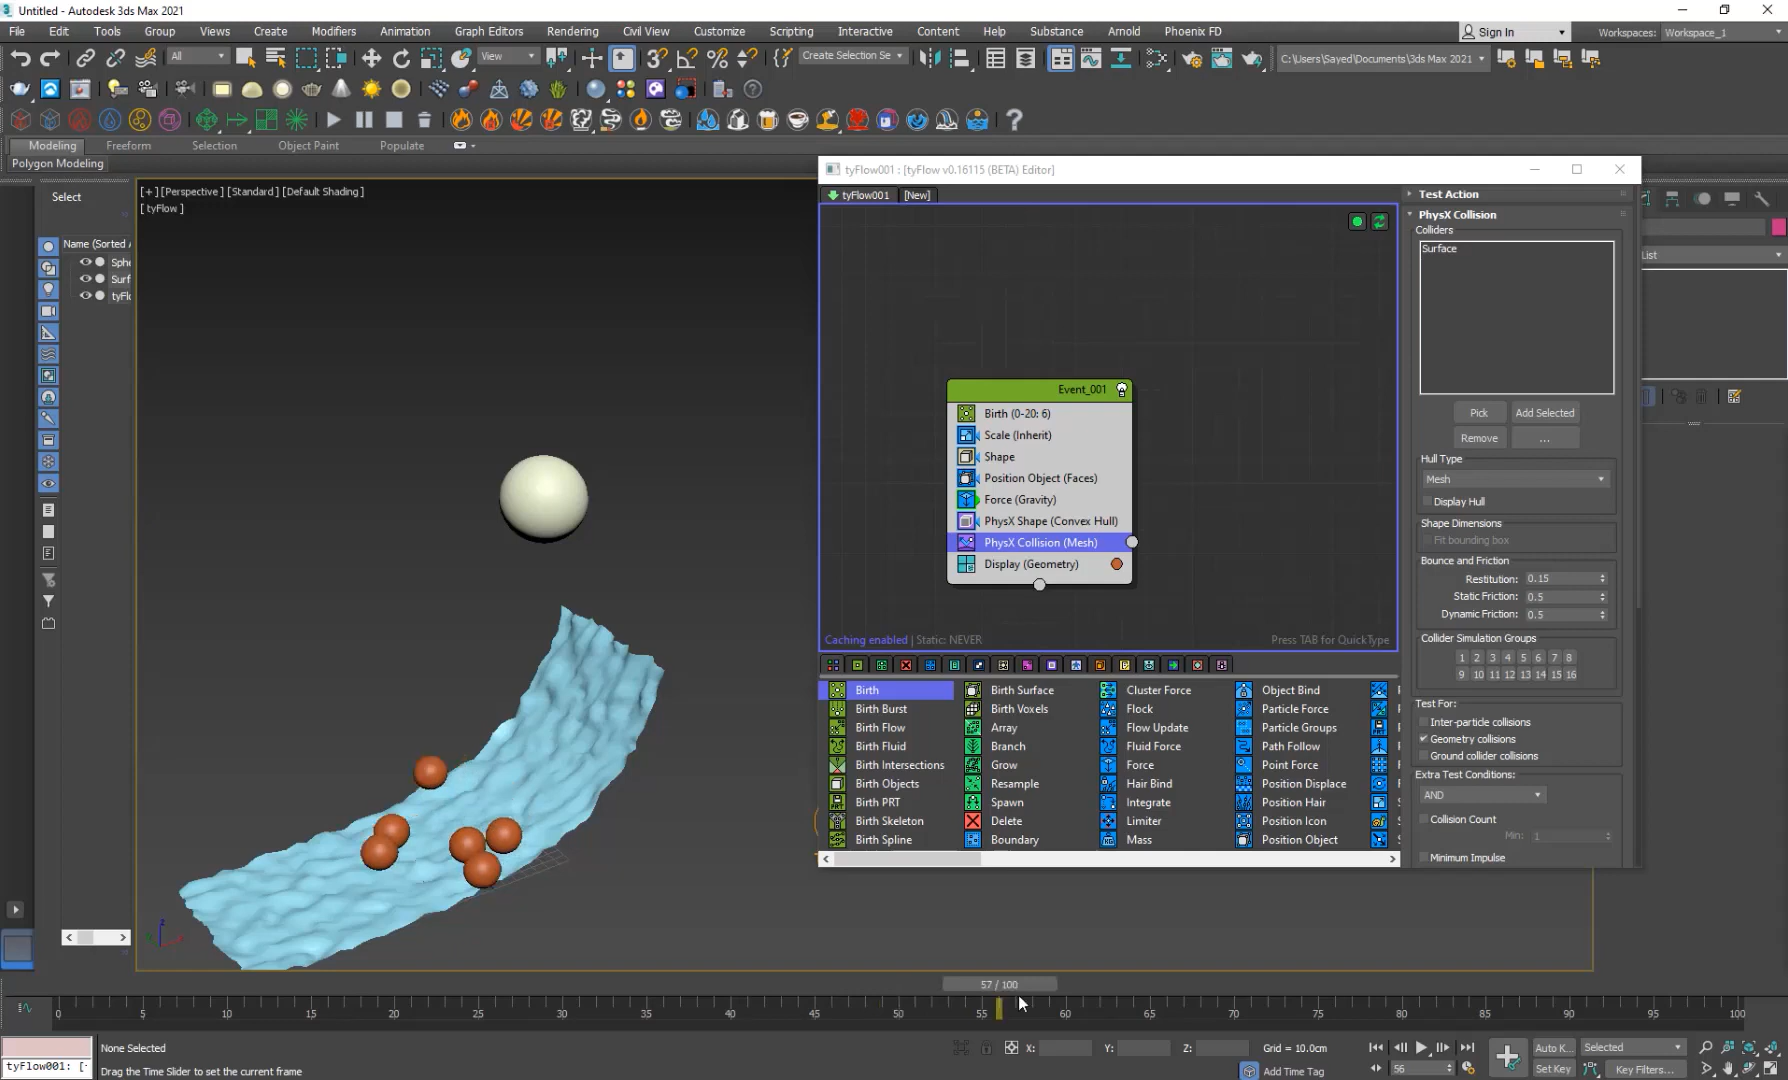 Untitled - Autodesk 3ds Max 2021
File Edit Tools Group Views Create Modifiers Animation Graph Editors Rendering Civil View Customize Scripting Interactive Content Help Substance Arnold Phoenix FD
Sign In Workspaces: Workspace_1
All View Create Selection Se C:\Users\Sayed\Documents\3ds Max 2021
Modeling Freeform Selection Object Paint Populate
Polygon Modeling
Select
Name (Sorted A
Sphe
Surf
tyFlo
[+] [Perspective] [Standard] [Default Shading]
[ tyFlow ]
tyFlow001 : [tyFlow v0.16115 (BETA) Editor]
tyFlow001 [New]
Event_001
Birth (0-20: 6)
Scale (Inherit)
Shape
Position Object (Faces)
Force (Gravity)
PhysX Shape (Convex Hull)
PhysX Collision (Mesh)
Display (Geometry)
Caching enabled | Static: NEVER Press TAB for QuickType
Birth Birth Surface Cluster Force Object Bind
Birth Burst Birth Voxels Flock Particle Force
Birth Flow Array Flow Update Particle Groups
Birth Fluid Branch Fluid Force Path Follow
Birth Intersections Grow Force Point Force
Birth Objects Resample Hair Bind Position Displace
Birth PRT Spawn Integrate Position Hair
Birth Skeleton Delete Limiter Position Icon
Birth Spline Boundary Mass Position Object
Test Action
PhysX Collision
Colliders
Surface
Pick Add Selected
Remove ...
Hull Type
Mesh
Display Hull
Shape Dimensions
Fit bounding box
Bounce and Friction
Restitution: 0.15
Static Friction: 0.5
Dynamic Friction: 0.5
Collider Simulation Groups
1 2 3 4 5 6 7 8
9 10 11 12 13 14 15 16
Test For:
Inter-particle collisions
Geometry collisions
Ground collider collisions
Extra Test Conditions:
AND
Collision Count
Min: 1
Minimum Impulse
List
57 / 100
0 5 10 15 20 25 30 35 40 45 50 55 60 65 70 75 80 85 90 95 100
None Selected X: Y: Z: Grid = 10.0cm Auto K... Selected
tyFlow001: [ Drag the Time Slider to set the current frame Add Time Tag 56 Set Key Key Filters...